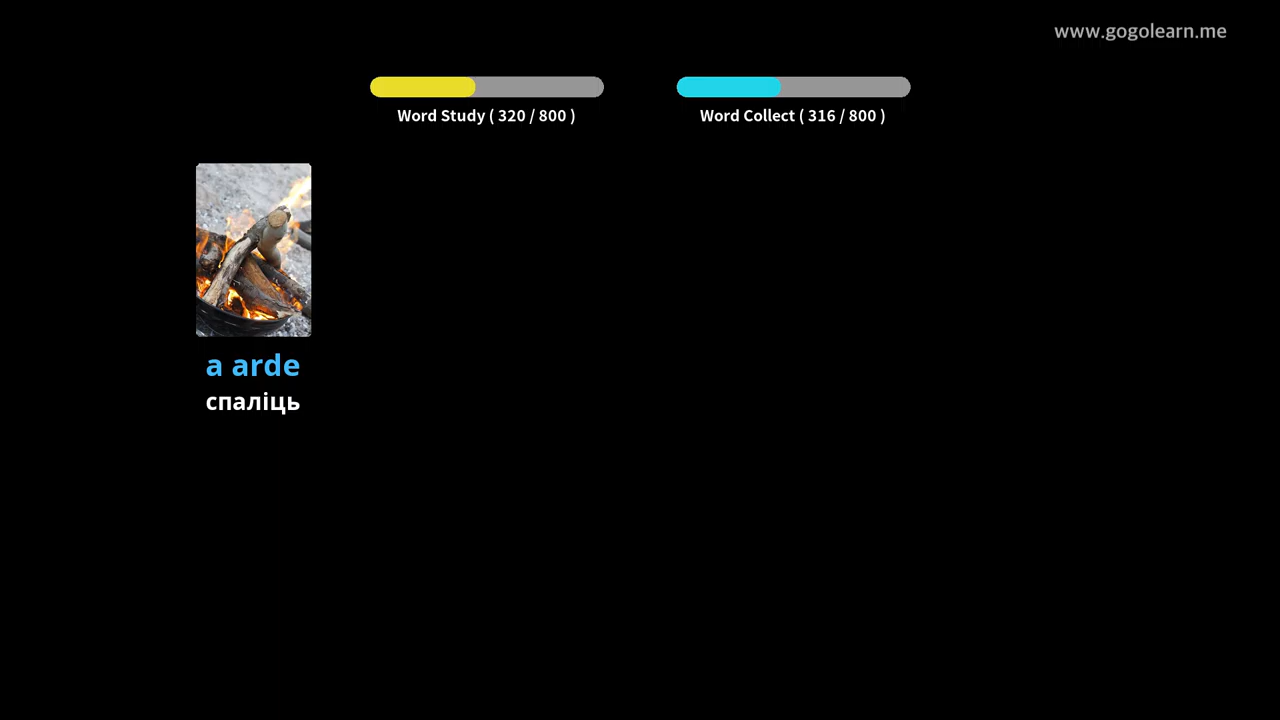 www.gogolearn.me
Word Study ( 320 / 800 )
Word Collect ( 316 / 800 )
a arde
спаліць